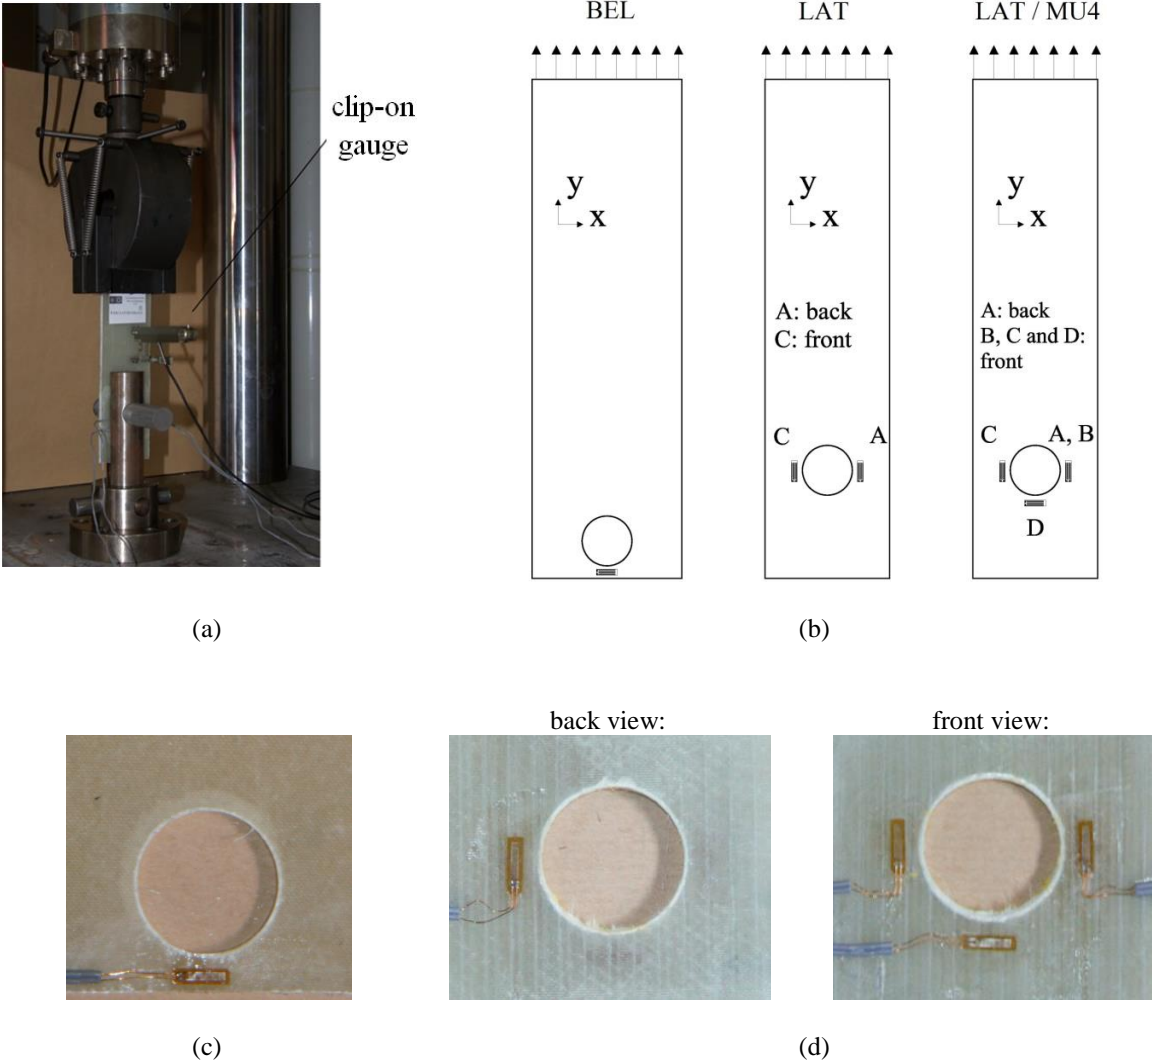 clip-on
gauge
(a)
BEL
LAT
LAT / MU4
y
x
y
x
y
x
A: back
C: front
A: back
B, C and D:
front
C
A
C
A, B
D
(b)
back view:
front view:
(c)
(d)